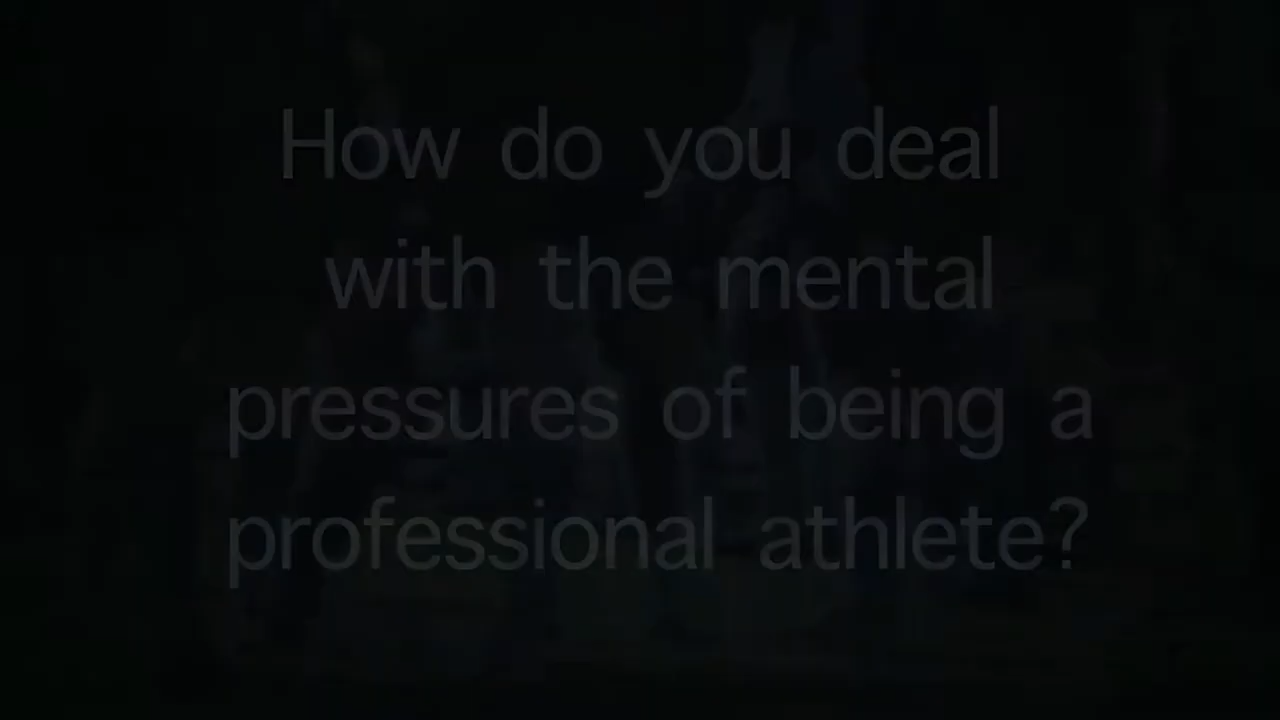 How do you deal
with the mental
pressures of being a
professional athlete?